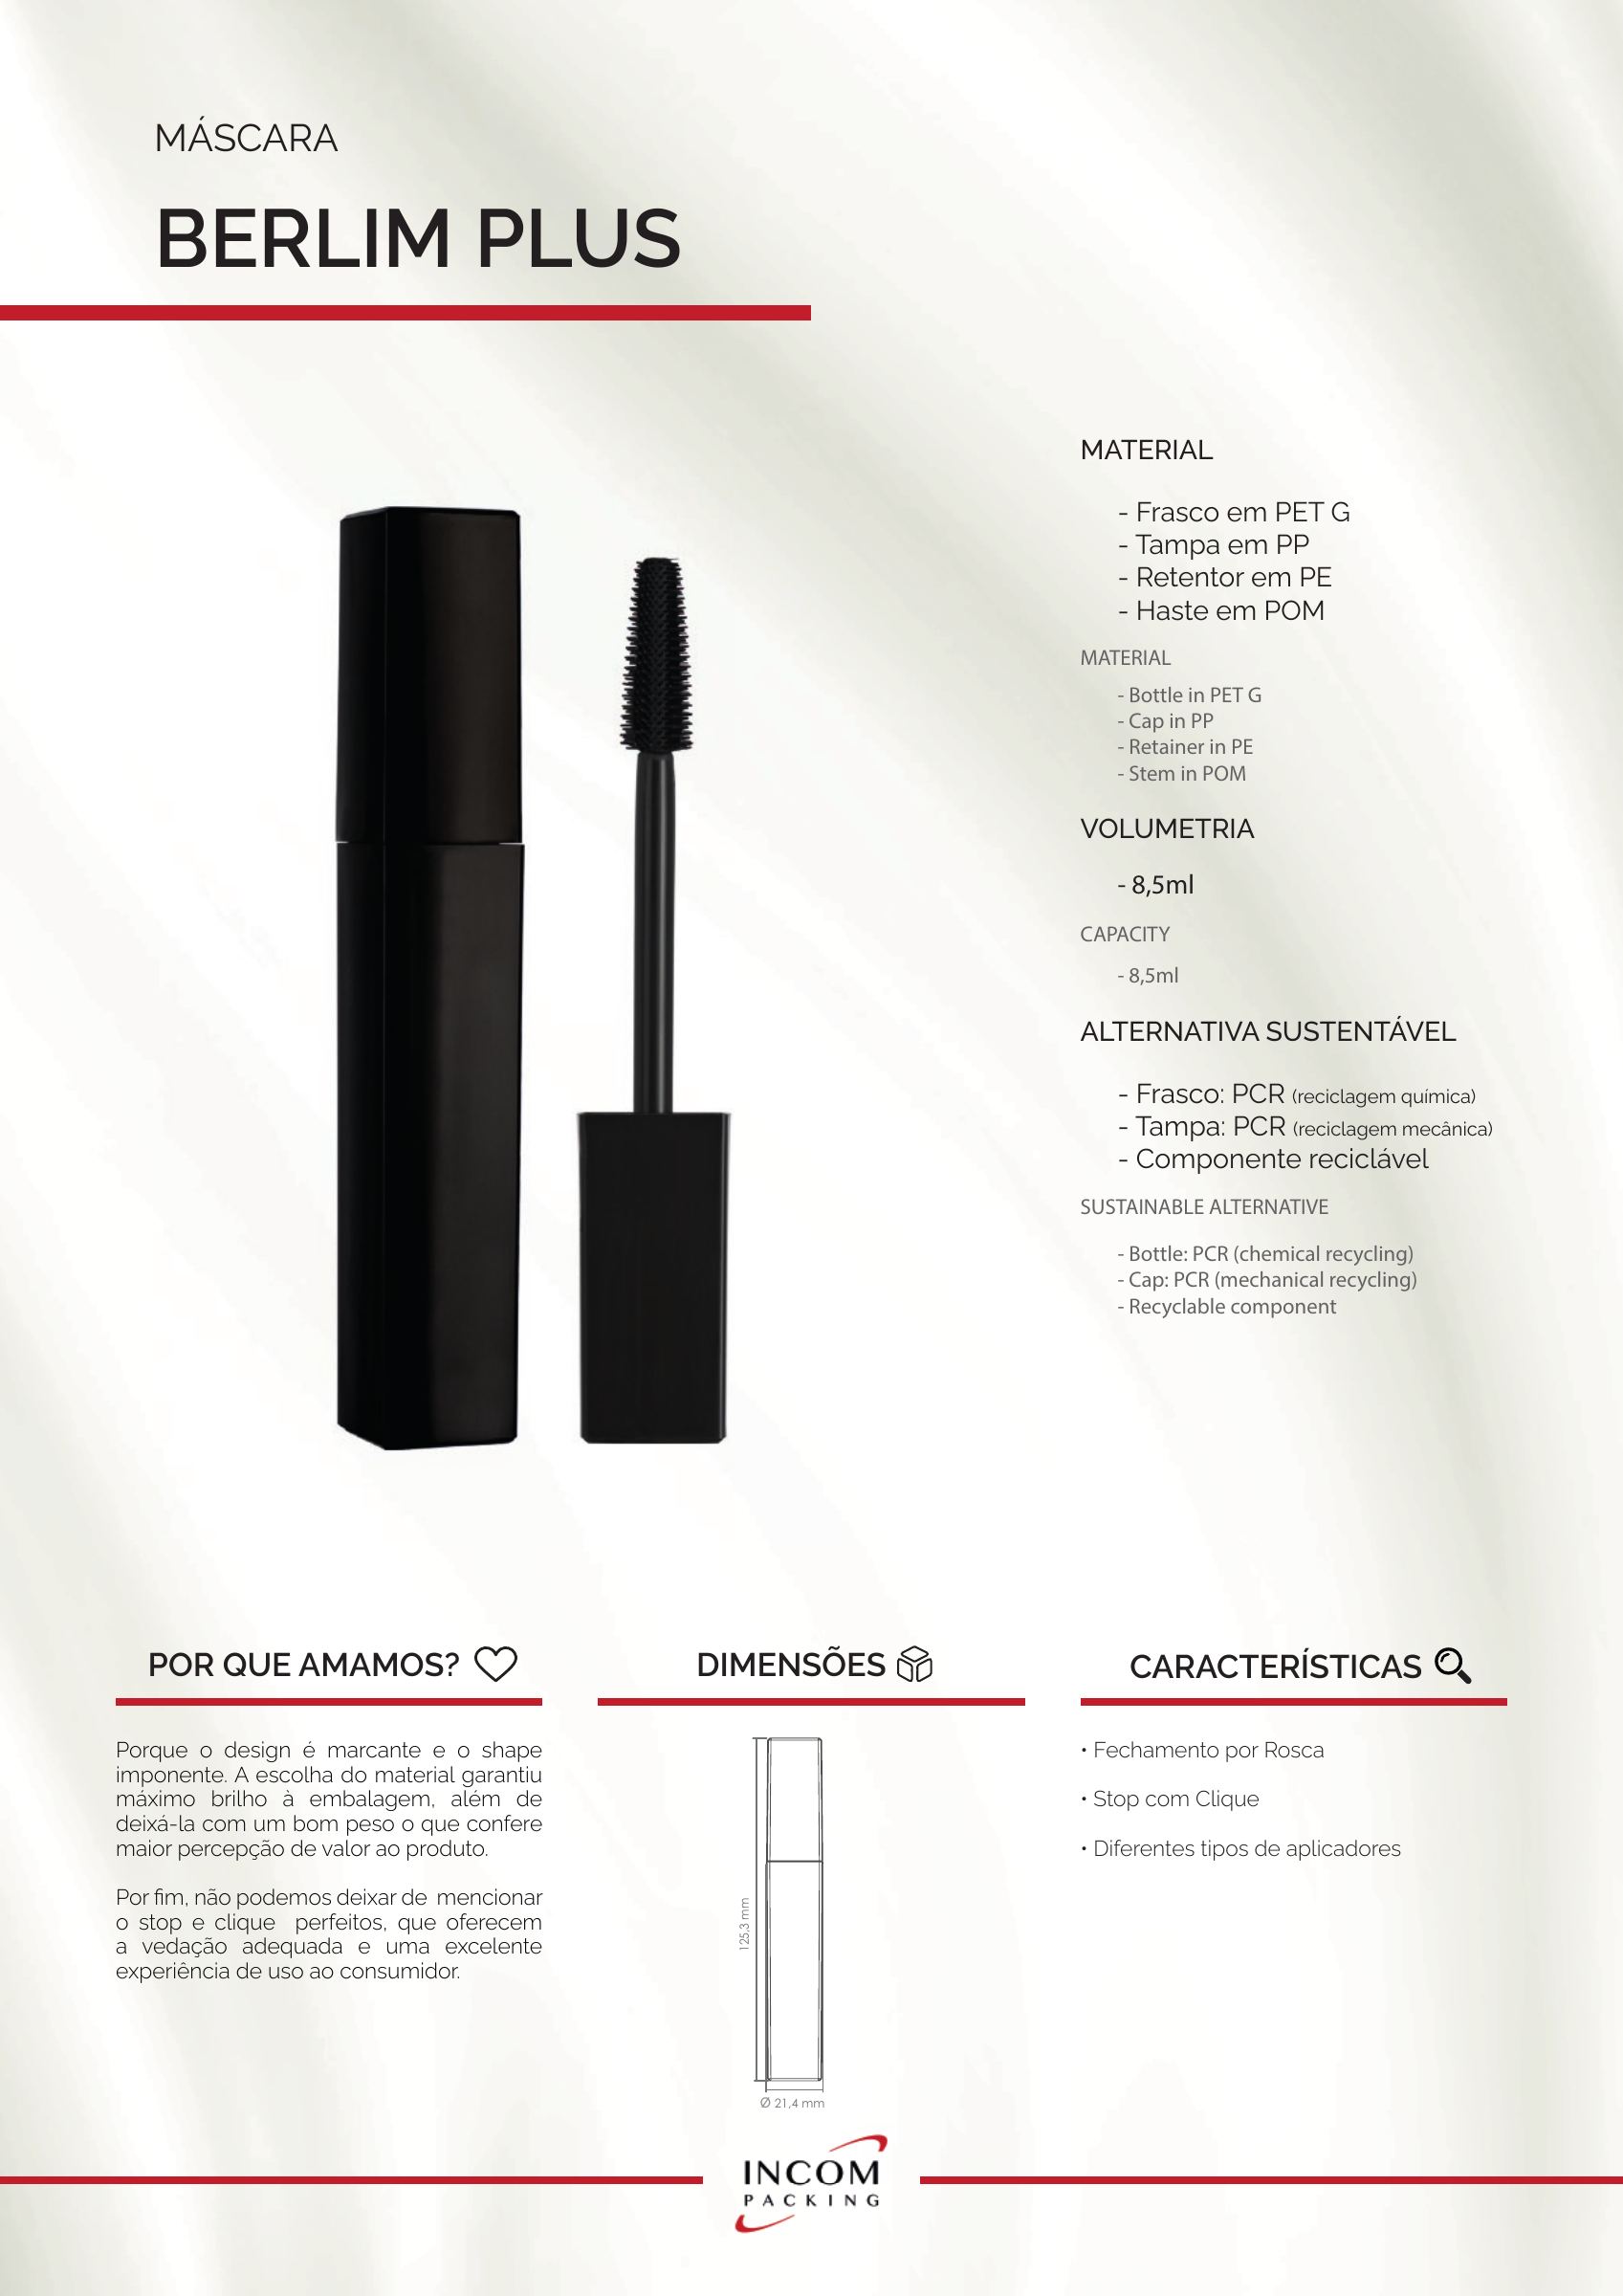 MÁSCARA
BERLIM PLUS
MATERIAL
- Frasco em PET G
- Tampa em PP
- Retentor em PE
- Haste em POM
MATERIAL
- Bottle in PET G
- Cap in PP
- Retainer in PE
- Stem in POM
VOLUMETRIA
- 8,5ml
CAPACITY
- 8,5ml
ALTERNATIVA SUSTENTÁVEL
- Frasco: PCR (reciclagem química)
- Tampa: PCR (reciclagem mecânica)
- Componente reciclável
SUSTAINABLE ALTERNATIVE
- Bottle: PCR (chemical recycling)
- Cap: PCR (mechanical recycling)
- Recyclable component
POR QUE AMAMOS?
Porque o design é marcante e o shape
imponente. A escolha do material garantiu
máximo brilho à embalagem, além de
deixá-la com um bom peso o que confere
maior percepção de valor ao produto.
Por fim, não podemos deixar de mencionar
o stop e clique perfeitos, que oferecem
a vedação adequada e uma excelente
experiência de uso ao consumidor.
DIMENSÕES
125,3 mm
Ø 21,4 mm
CARACTERÍSTICAS
• Fechamento por Rosca
• Stop com Clique
• Diferentes tipos de aplicadores
INCOM
PACKING